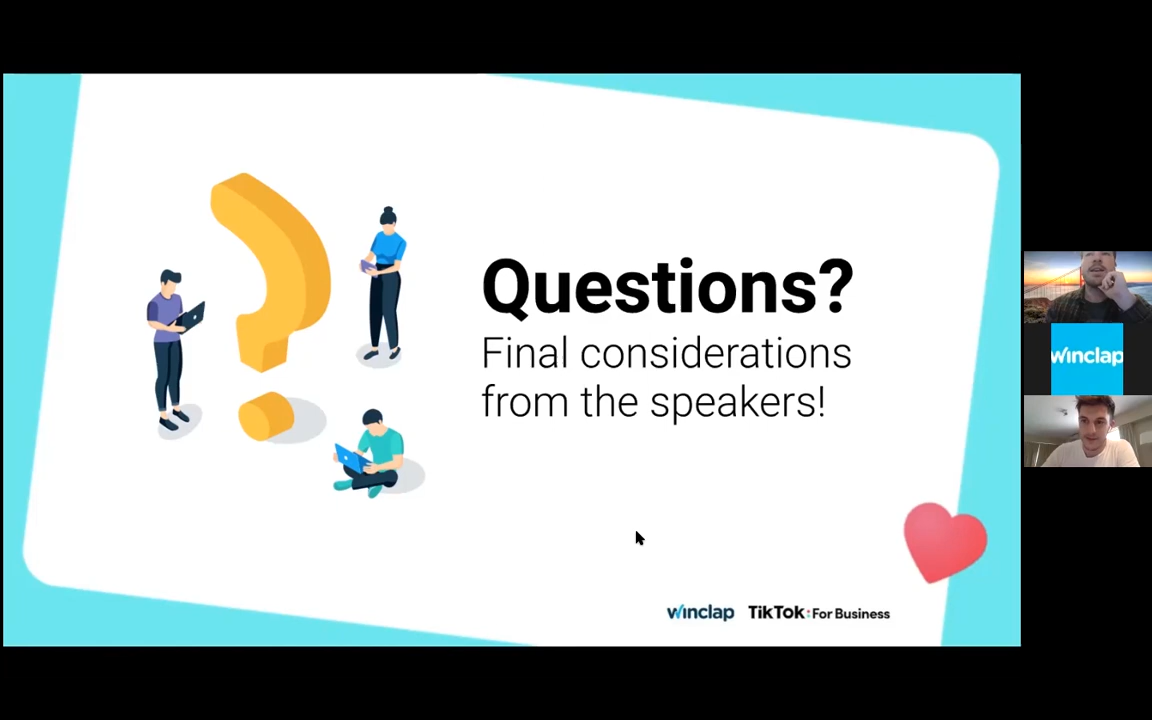 Questions?
Final considerations
from the speakers!
winclap
winclap TikTok: For Business